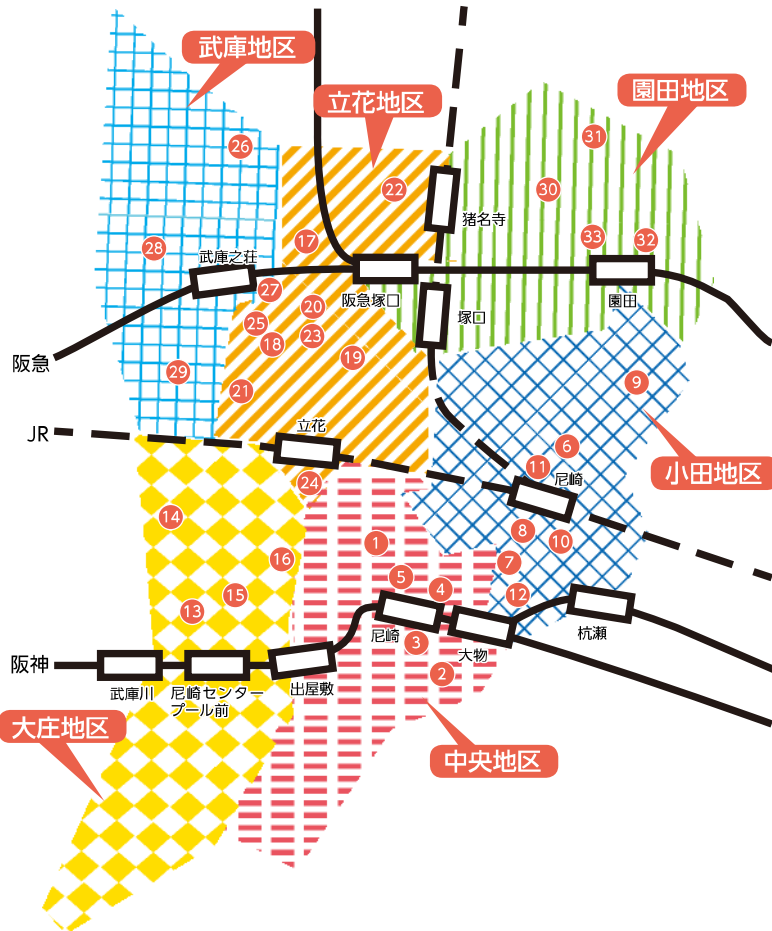 武庫地区
立花地区
園田地区
26
31
22
30
猪名寺
17
28
33
32
武庫之荘
27
阪急塚口
園田
20
25
塚口
18
23
19
阪急
29
21
9
立花
JR
6
11
尼崎
小田地区
24
14
8
10
1
16
7
5
4
12
15
13
尼崎
3
杭瀬
大物
2
阪神
武庫川
尼崎センター
プール前
出屋敷
大庄地区
中央地区